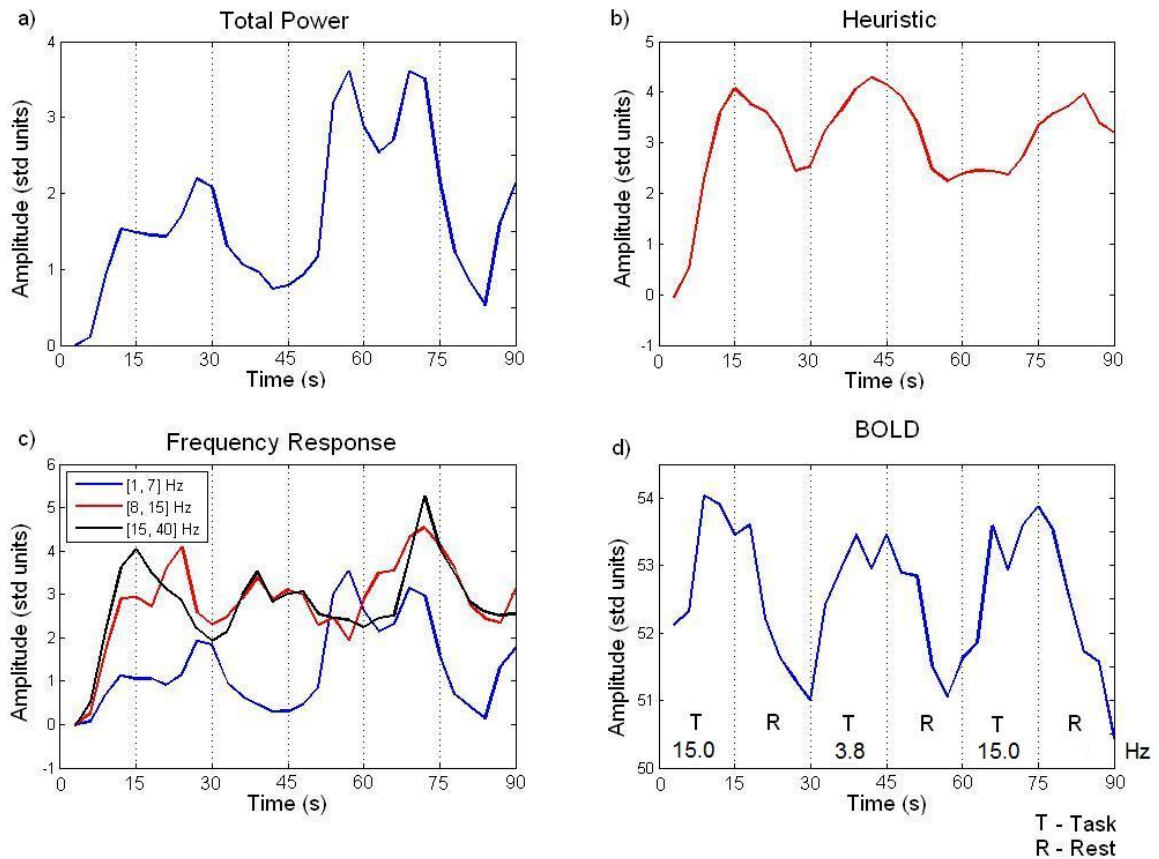 a)
Total Power
Amplitude (std units)
4
3
2
1
0
0 15 30 45 60 75 90
Time (s)
b)
Heuristic
Amplitude (std units)
5
4
3
2
1
0
-1
0 15 30 45 60 75 90
Time (s)
c)
Frequency Response
Amplitude (std units)
6
5
4
3
2
1
0
-1
[1, 7] Hz
[8, 15] Hz
[15, 40] Hz
0 15 30 45 60 75 90
Time (s)
d)
BOLD
Amplitude (std units)
54
53
52
51
50
T R T R T R
15.0 3.8 15.0 Hz
0 15 30 45 60 75 90
Time (s)
T - Task
R - Rest